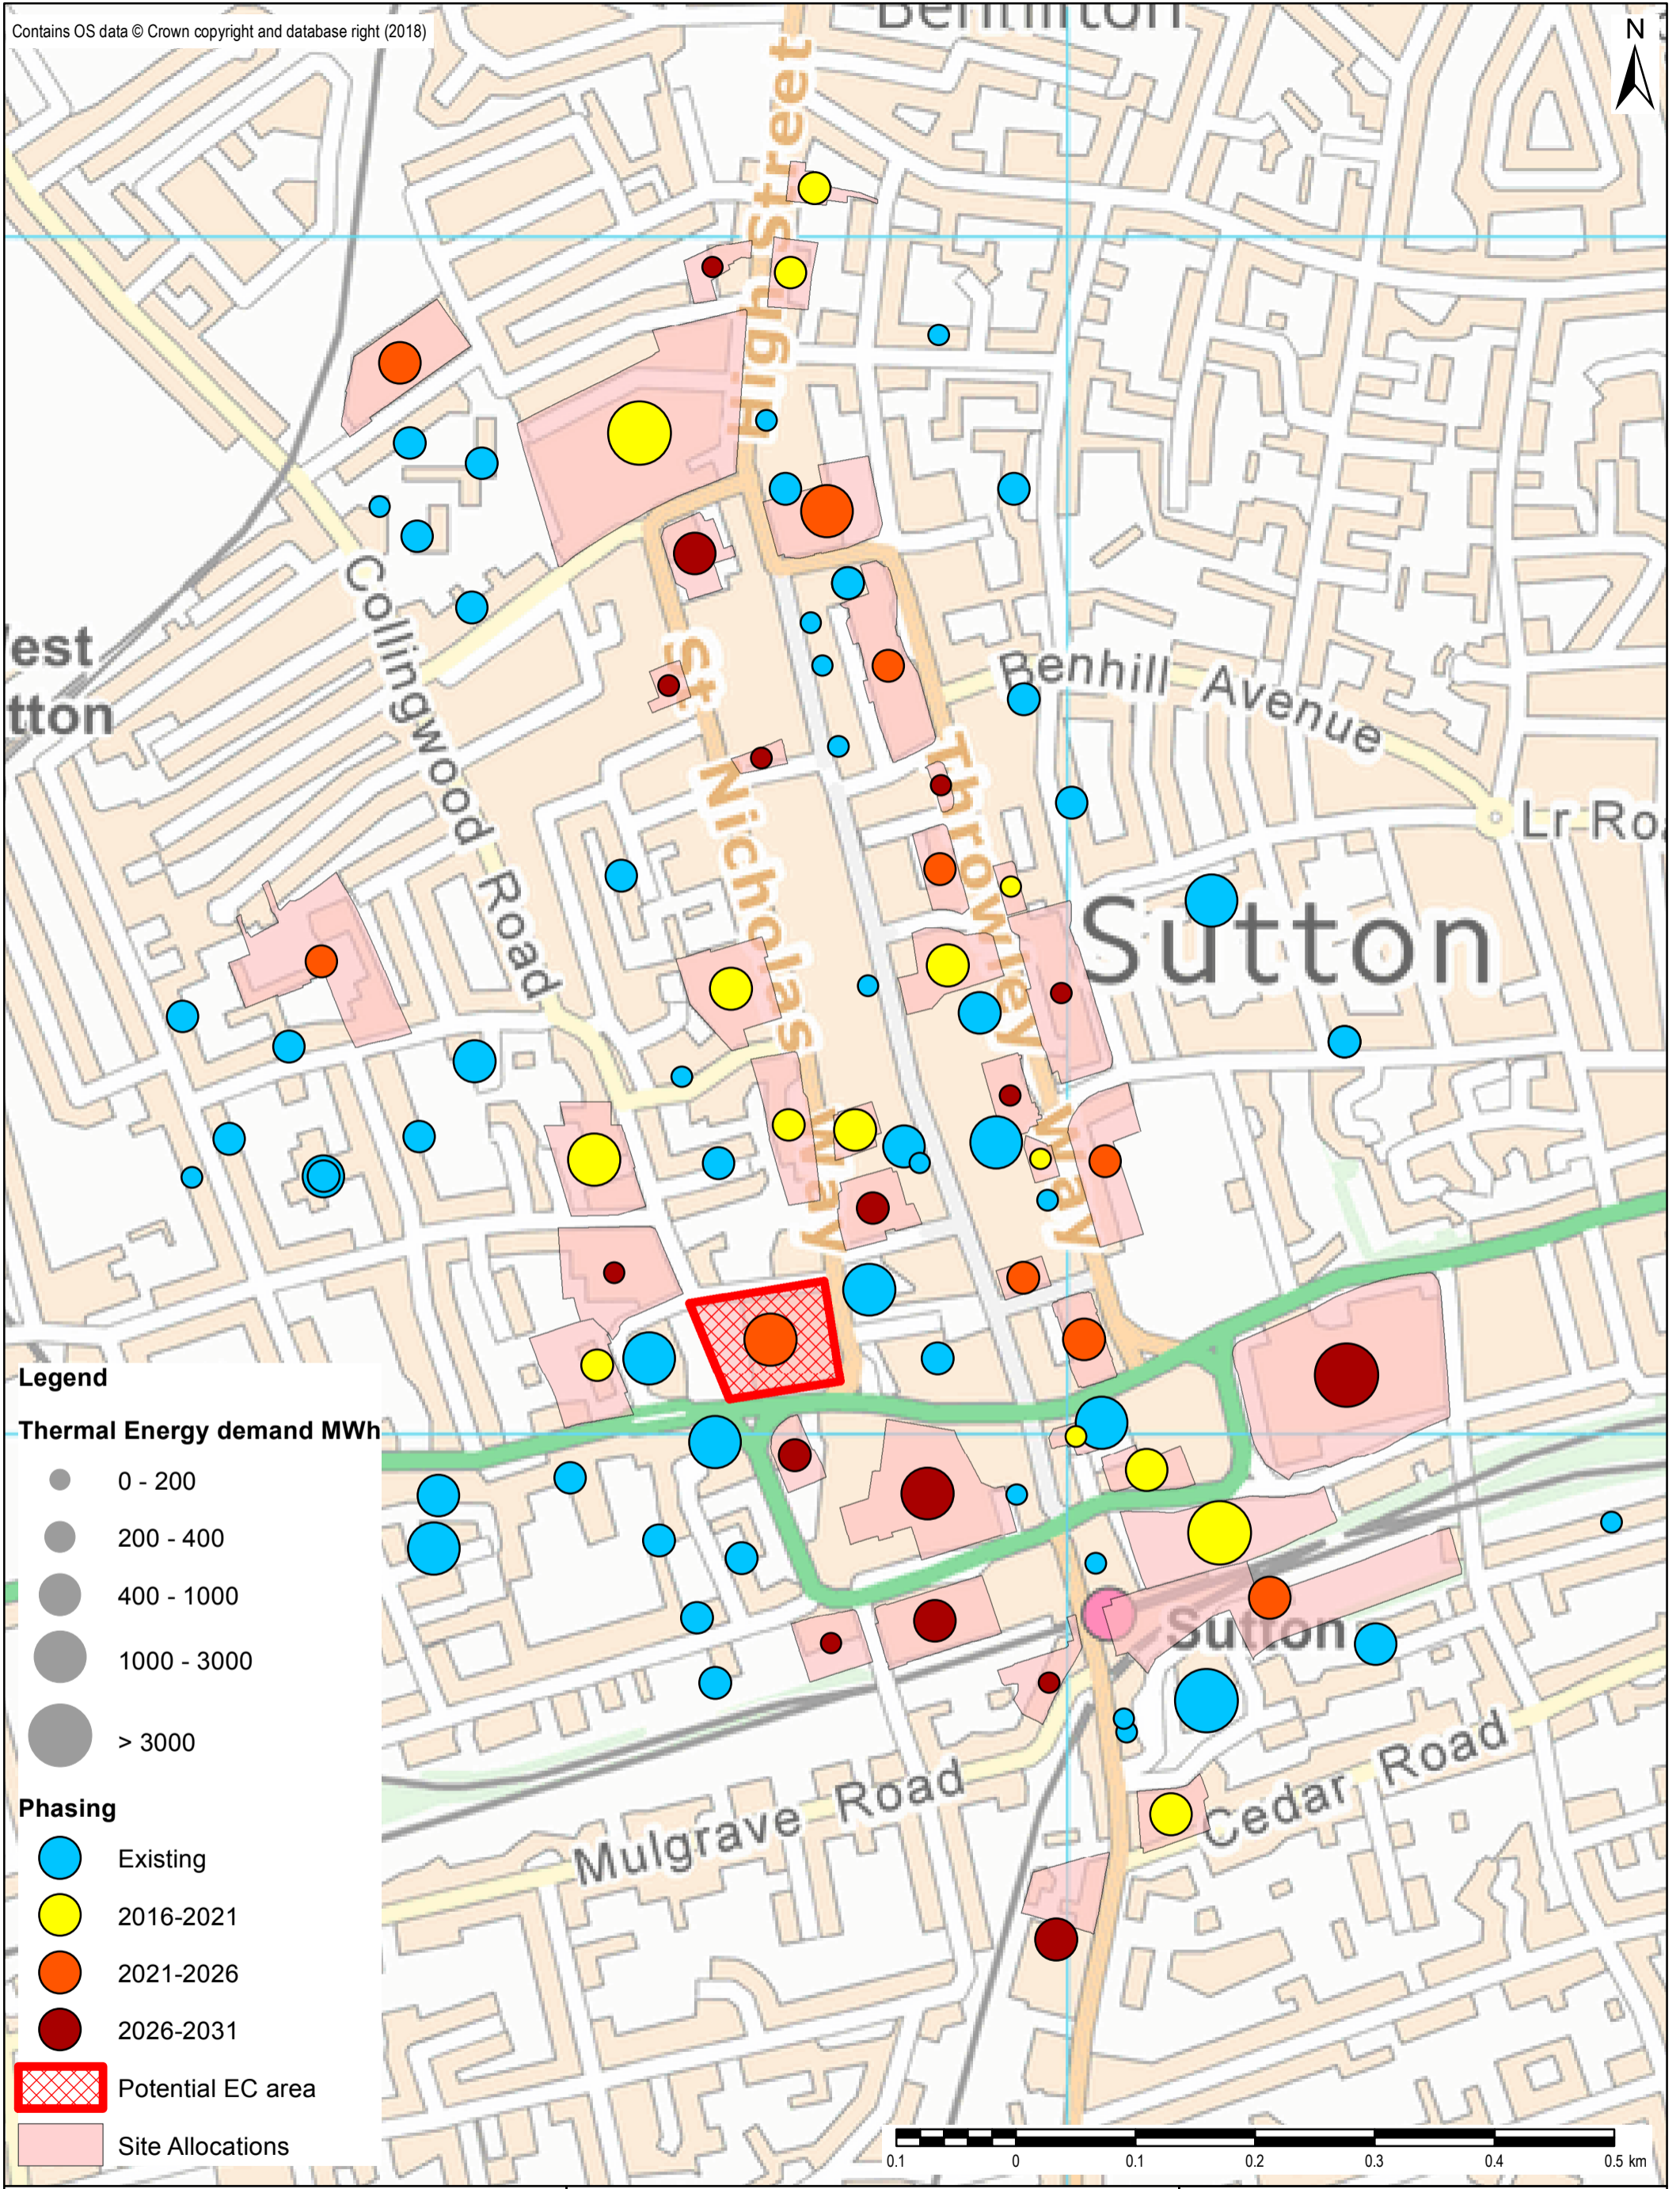 Contains OS data © Crown copyright and database right (2018)
N
High Street
est
tton
Collingwood Road
St. Nicholas Way
Throwley Way
Benhill Avenue
Lr Ro
Sutton
Sutton
Mulgrave Road
Cedar Road
Legend
Thermal Energy demand MWh
0 - 200
200 - 400
400 - 1000
1000 - 3000
> 3000
Phasing
Existing
2016-2021
2021-2026
2026-2031
Potential EC area
Site Allocations
0.1 0 0.1 0.2 0.3 0.4 0.5 km